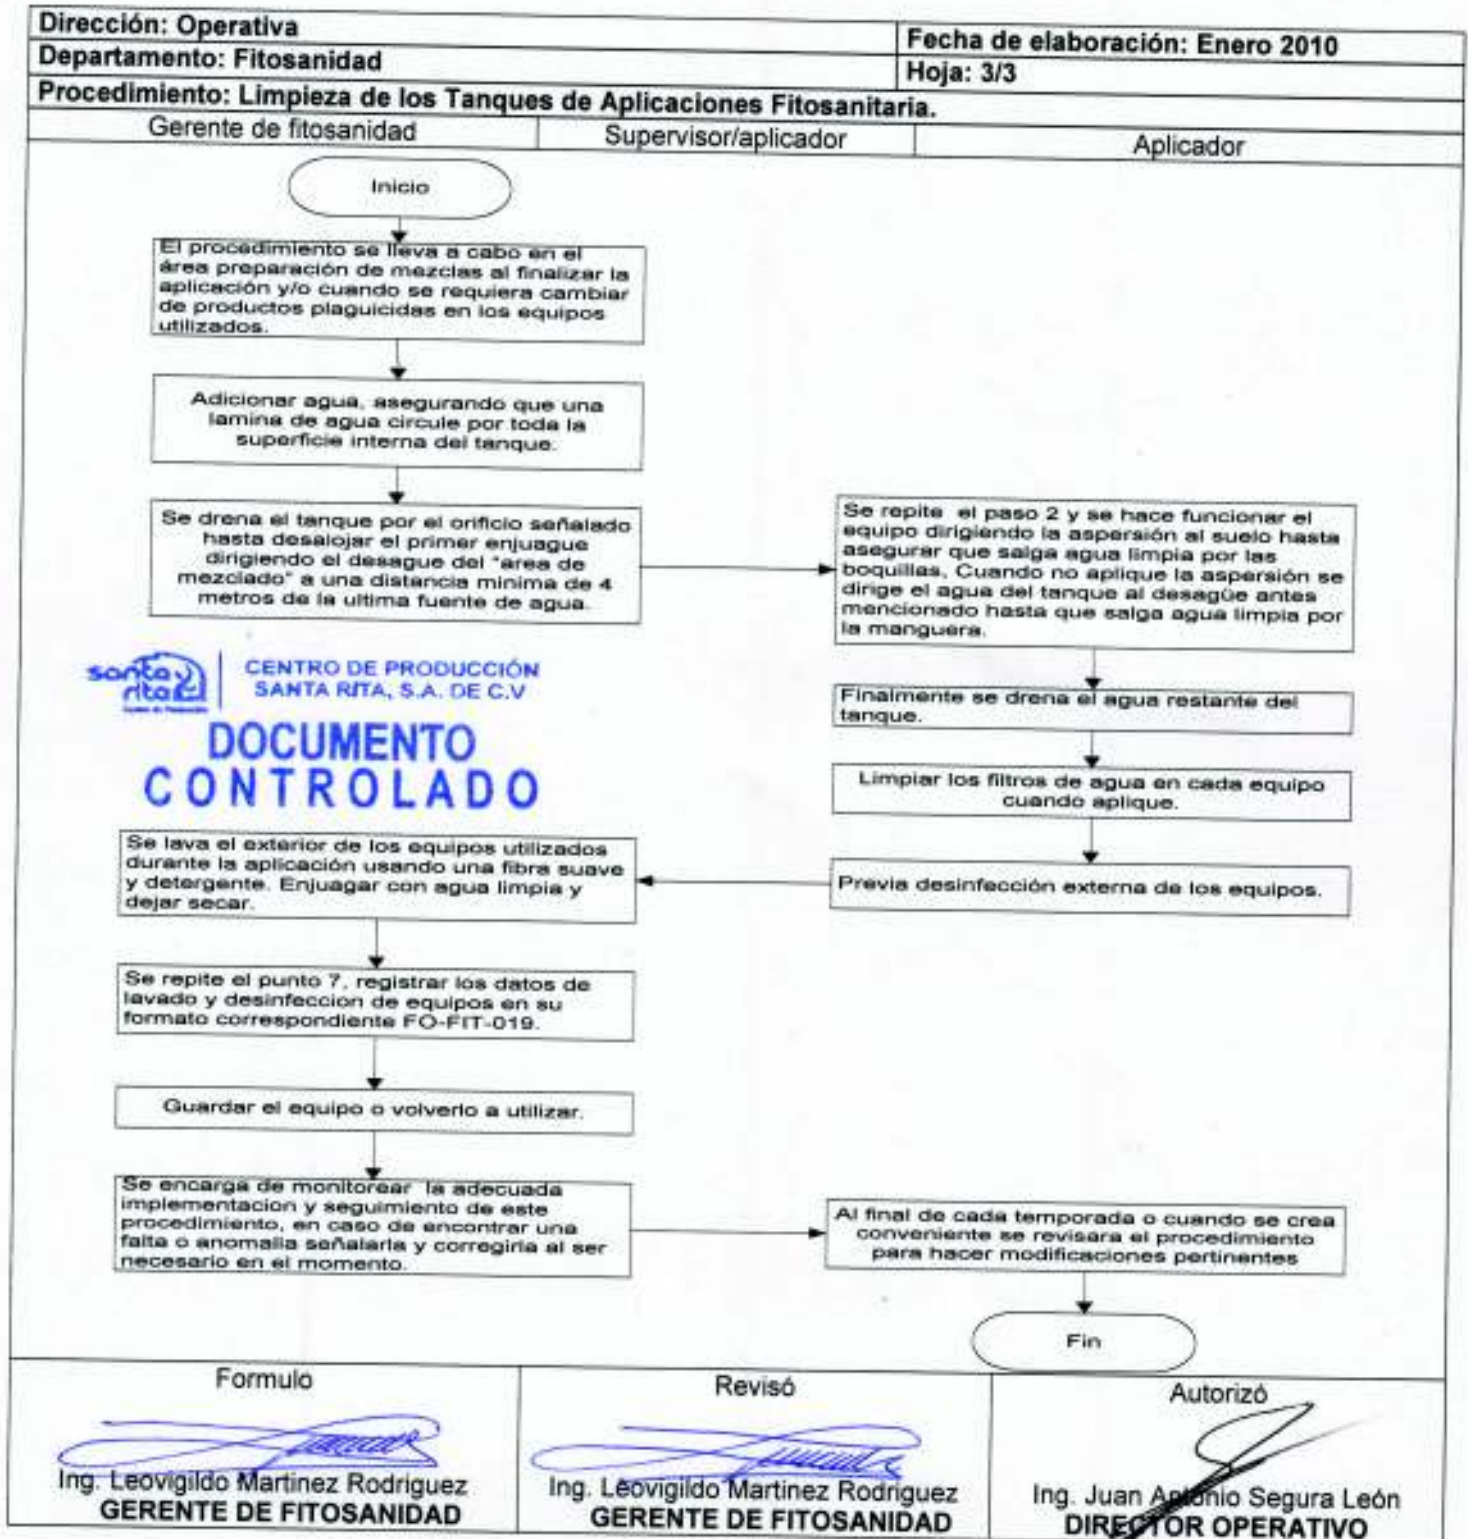 Dirección: Operativa
Fecha de elaboración: Enero 2010
Departamento: Fitosanidad
Hoja: 3/3
Procedimiento: Limpieza de los Tanques de Aplicaciones Fitosanitaria.
Gerente de fitosanidad
Supervisor/aplicador
Aplicador
Inicio
El procedimiento se lleva a cabo en el
área preparación de mezclas al finalizar la
aplicación y/o cuando se requiera cambiar
de productos plaguicidas en los equipos
utilizados.
Adicionar agua, asegurando que una
lamina de agua circule por toda la
superficie interna del tanque.
Se drena el tanque por el orificio señalado
hasta desalojar el primer enjuague
dirigiendo el desague del "area de
mezclado" a una distancia minima de 4
metros de la ultima fuente de agua.
Se repite el paso 2 y se hace funcionar el
equipo dirigiendo la aspersión al suelo hasta
asegurar que salga agua limpia por las
boquillas, Cuando no aplique la aspersión se
dirige el agua del tanque al desagüe antes
mencionado hasta que salga agua limpia por
la manguera.
Finalmente se drena el agua restante del
tanque.
Limpiar los filtros de agua en cada equipo
cuando aplique.
Previa desinfección externa de los equipos.
santa
rita
CENTRO DE PRODUCCIÓN
SANTA RITA, S.A. DE C.V
DOCUMENTO
CONTROLADO
Se lava el exterior de los equipos utilizados
durante la aplicación usando una fibra suave
y detergente. Enjuagar con agua limpia y
dejar secar.
Se repite el punto 7, registrar los datos de
lavado y desinfeccion de equipos en su
formato correspondiente FO-FIT-019.
Guardar el equipo o volverlo a utilizar.
Se encarga de monitorear la adecuada
implementacion y seguimiento de este
procedimiento, en caso de encontrar una
falta o anomalia señalarla y corregirla al ser
necesario en el momento.
Al final de cada temporada o cuando se crea
conveniente se revisara el procedimiento
para hacer modificaciones pertinentes
Fin
Formulo
Revisó
Autorizó
Ing. Leovigildo Martinez Rodriguez
GERENTE DE FITOSANIDAD
Ing. Leovigildo Martinez Rodriguez
GERENTE DE FITOSANIDAD
Ing. Juan Antonio Segura León
DIRECTOR OPERATIVO